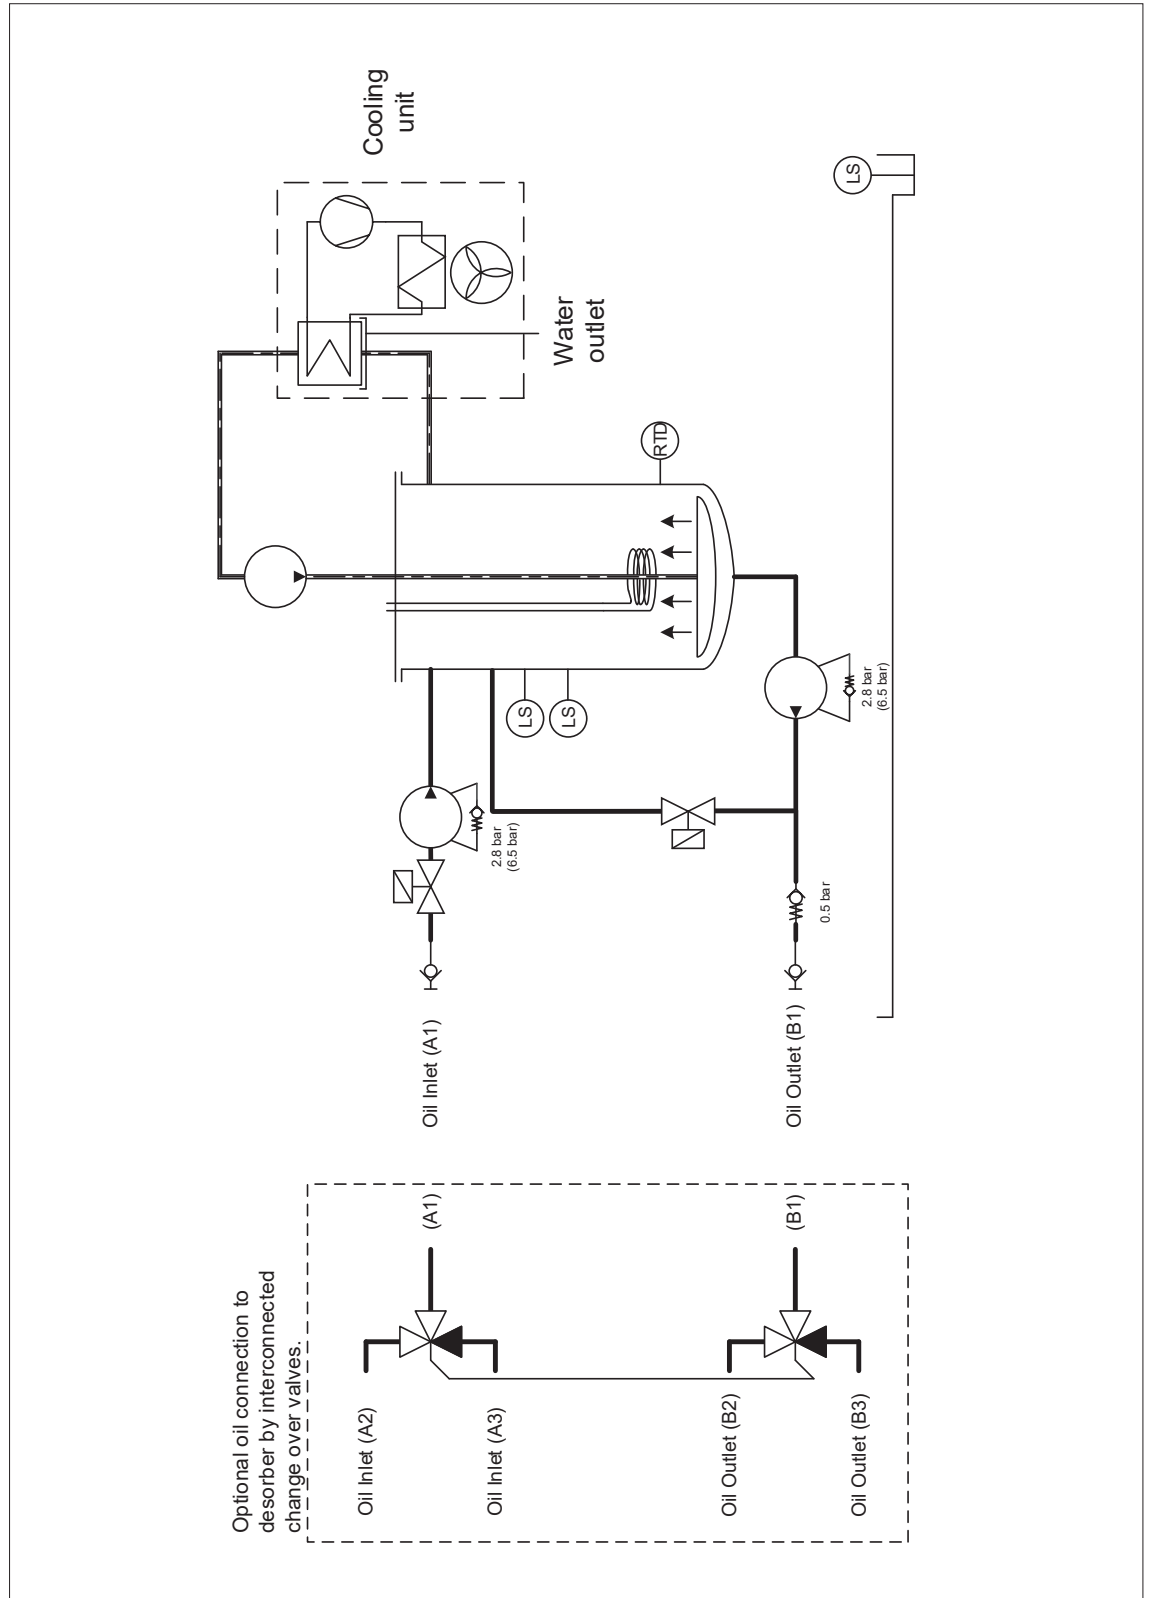 Optional oil connection to
desorber by interconnected
change over valves.
Oil Inlet (A2)
Oil Inlet (A3)
Oil Outlet (B2)
Oil Outlet (B3)
(A1)
(B1)
Oil Inlet (A1)
Oil Outlet (B1)
2.8 bar
(6.5 bar)
0.5 bar
LS
LS
2.8 bar
(6.5 bar)
RTD
Water
outlet
Cooling
unit
LS